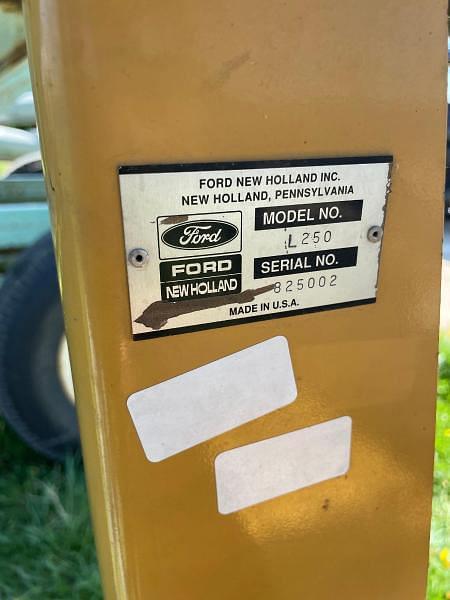 FORD NEW HOLLAND INC.
NEW HOLLAND, PENNSYLVANIA
Ford
FORD
NEW HOLLAND
MODEL NO.
L250
SERIAL NO.
825002
MADE IN U.S.A.